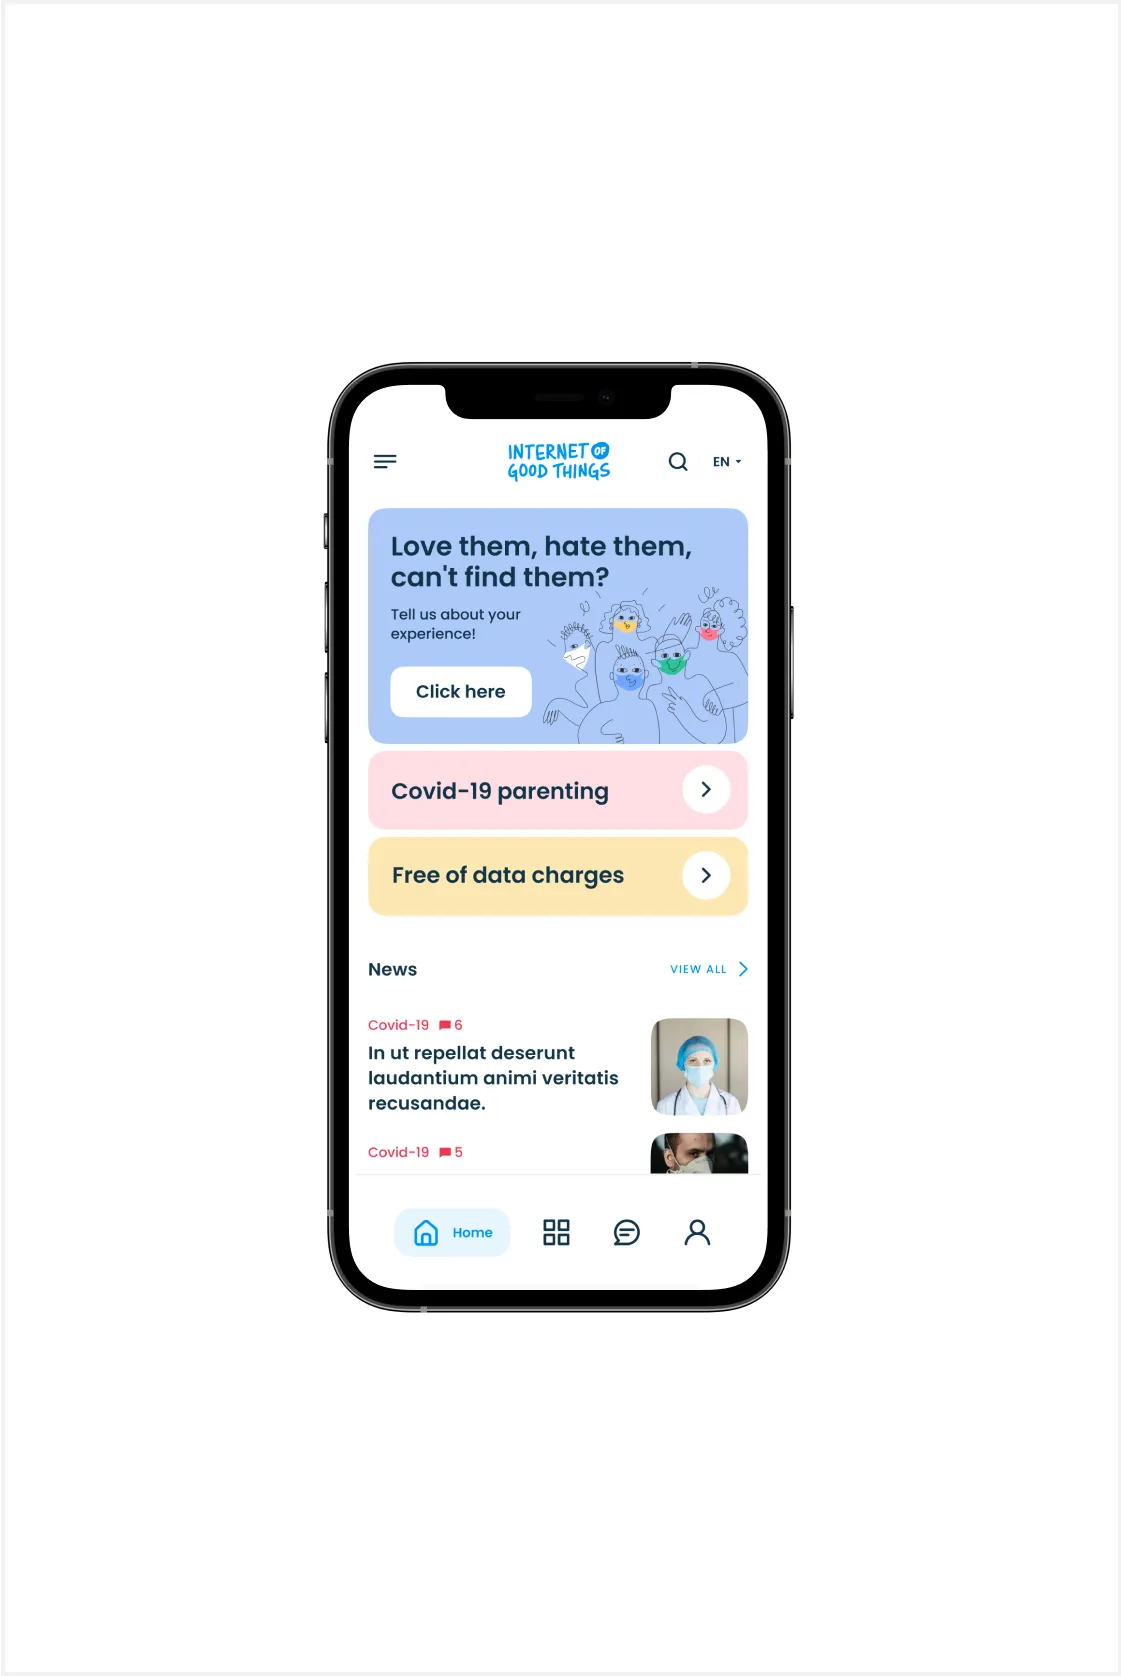 INTERNET OF
GOOD THINGS
EN
Love them, hate them,
can't find them?
Tell us about your
experience!
Click here
Covid-19 parenting
Free of data charges
News
VIEW ALL
Covid-19 6
In ut repellat deserunt
laudantium animi veritatis
recusandae.
Covid-19 5
Home